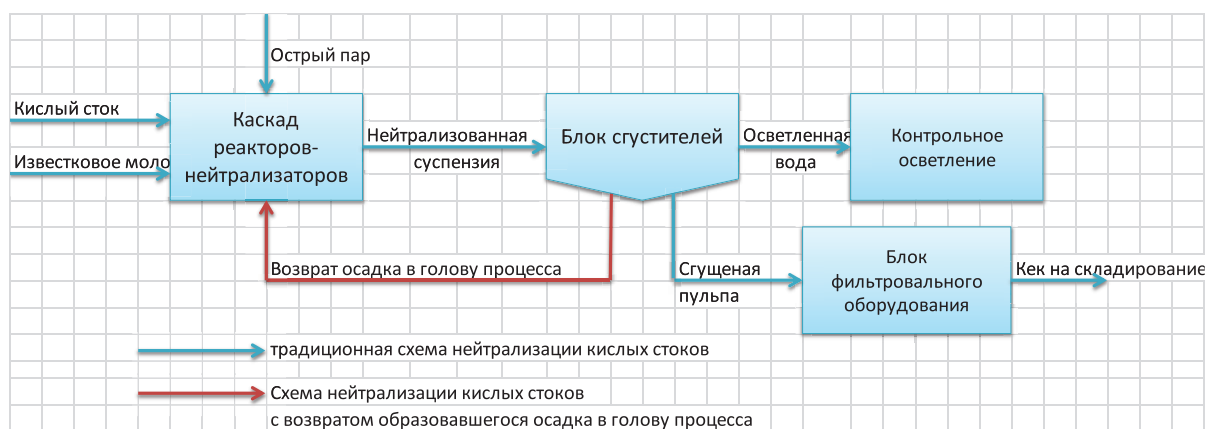 Острый пар
Кислый сток
Известковое моло
Каскад
реакторов-
нейтрализаторов
Нейтрализованная
суспензия
Блок сгустителей
Осветленная
вода
Контрольное
осветление
Возврат осадка в голову процесса
Сгущеная
пульпа
Блок
фильтровального
оборудования
Кек на складирование
традиционная схема нейтрализации кислых стоков
Схема нейтрализации кислых стоков
с возвратом образовавшегося осадка в голову процесса